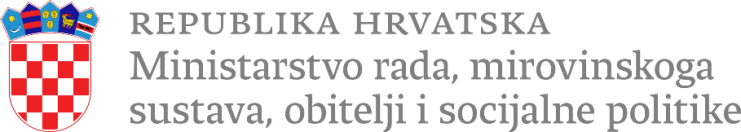 REPUBLIKA HRVATSKA
Ministarstvo rada, mirovinskoga
sustava, obitelji i socijalne politike